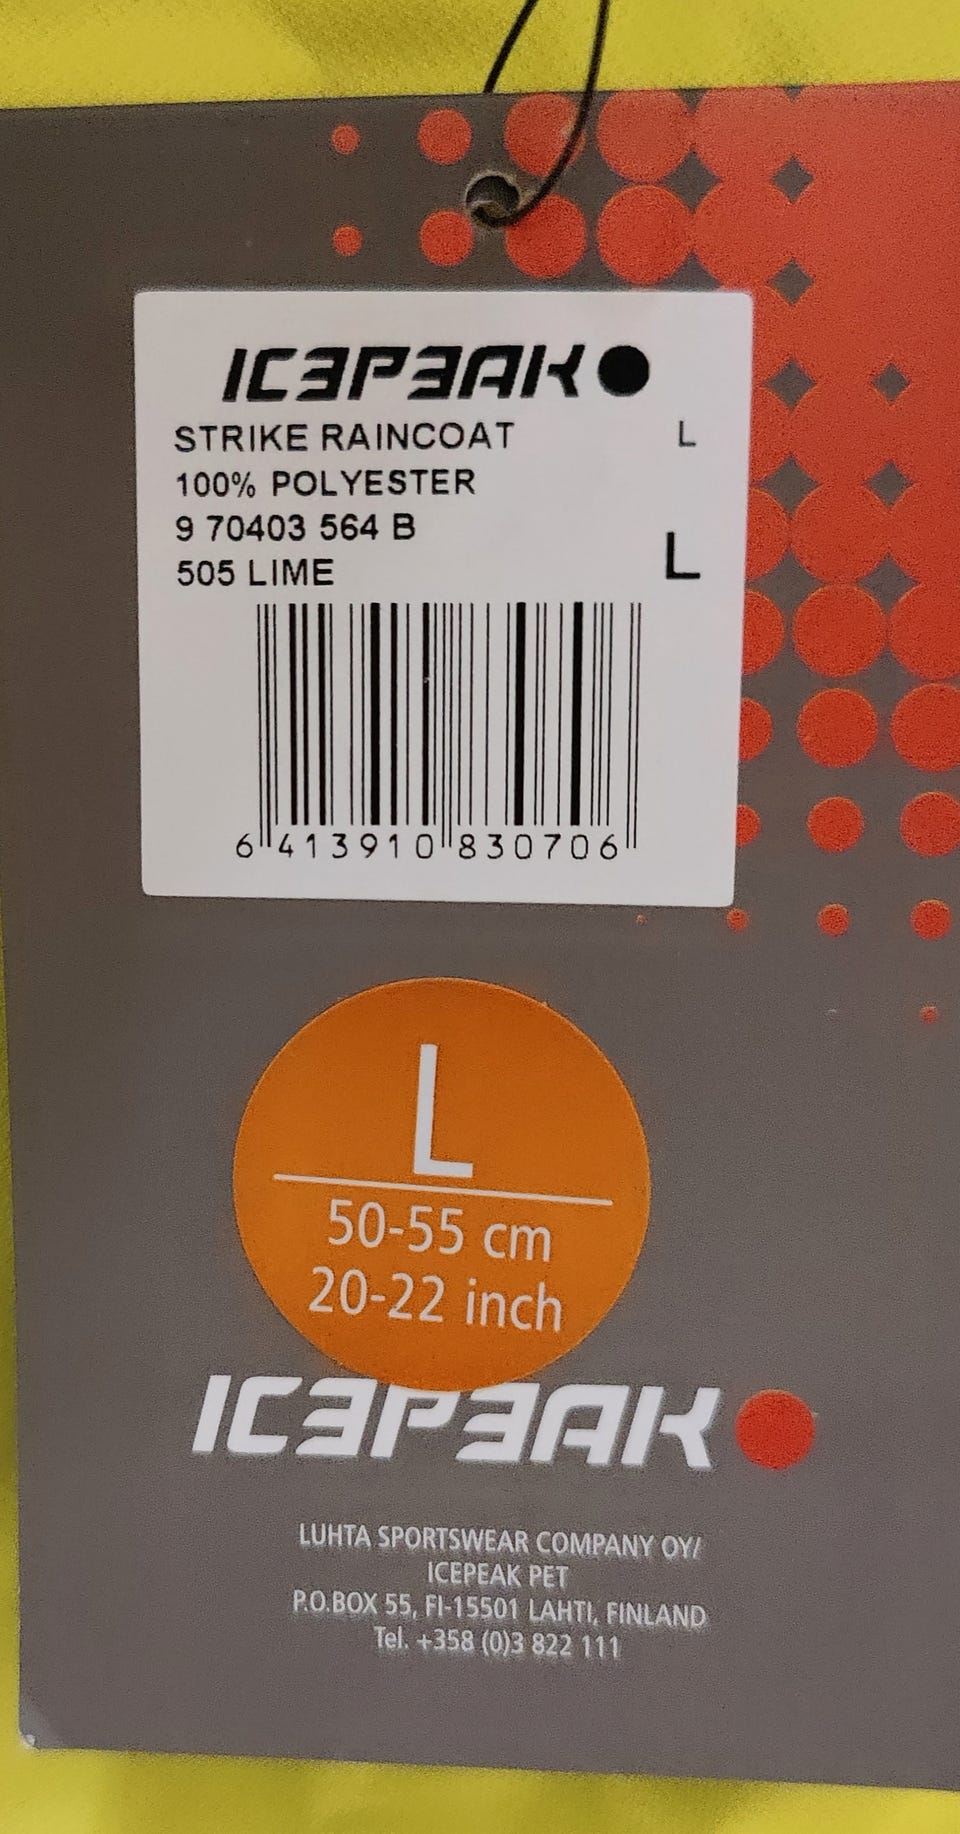 ICEPEAK
STRIKE RAINCOAT L
100% POLYESTER
9 70403 564 B
505 LIME L
6 413910 830706
L
50-55 cm
20-22 inch
ICEPEAK
LUHTA SPORTSWEAR COMPANY OY/
ICEPEAK PET
P.O.BOX 55, FI-15501 LAHTI, FINLAND
Tel. +358 (0)3 822 111